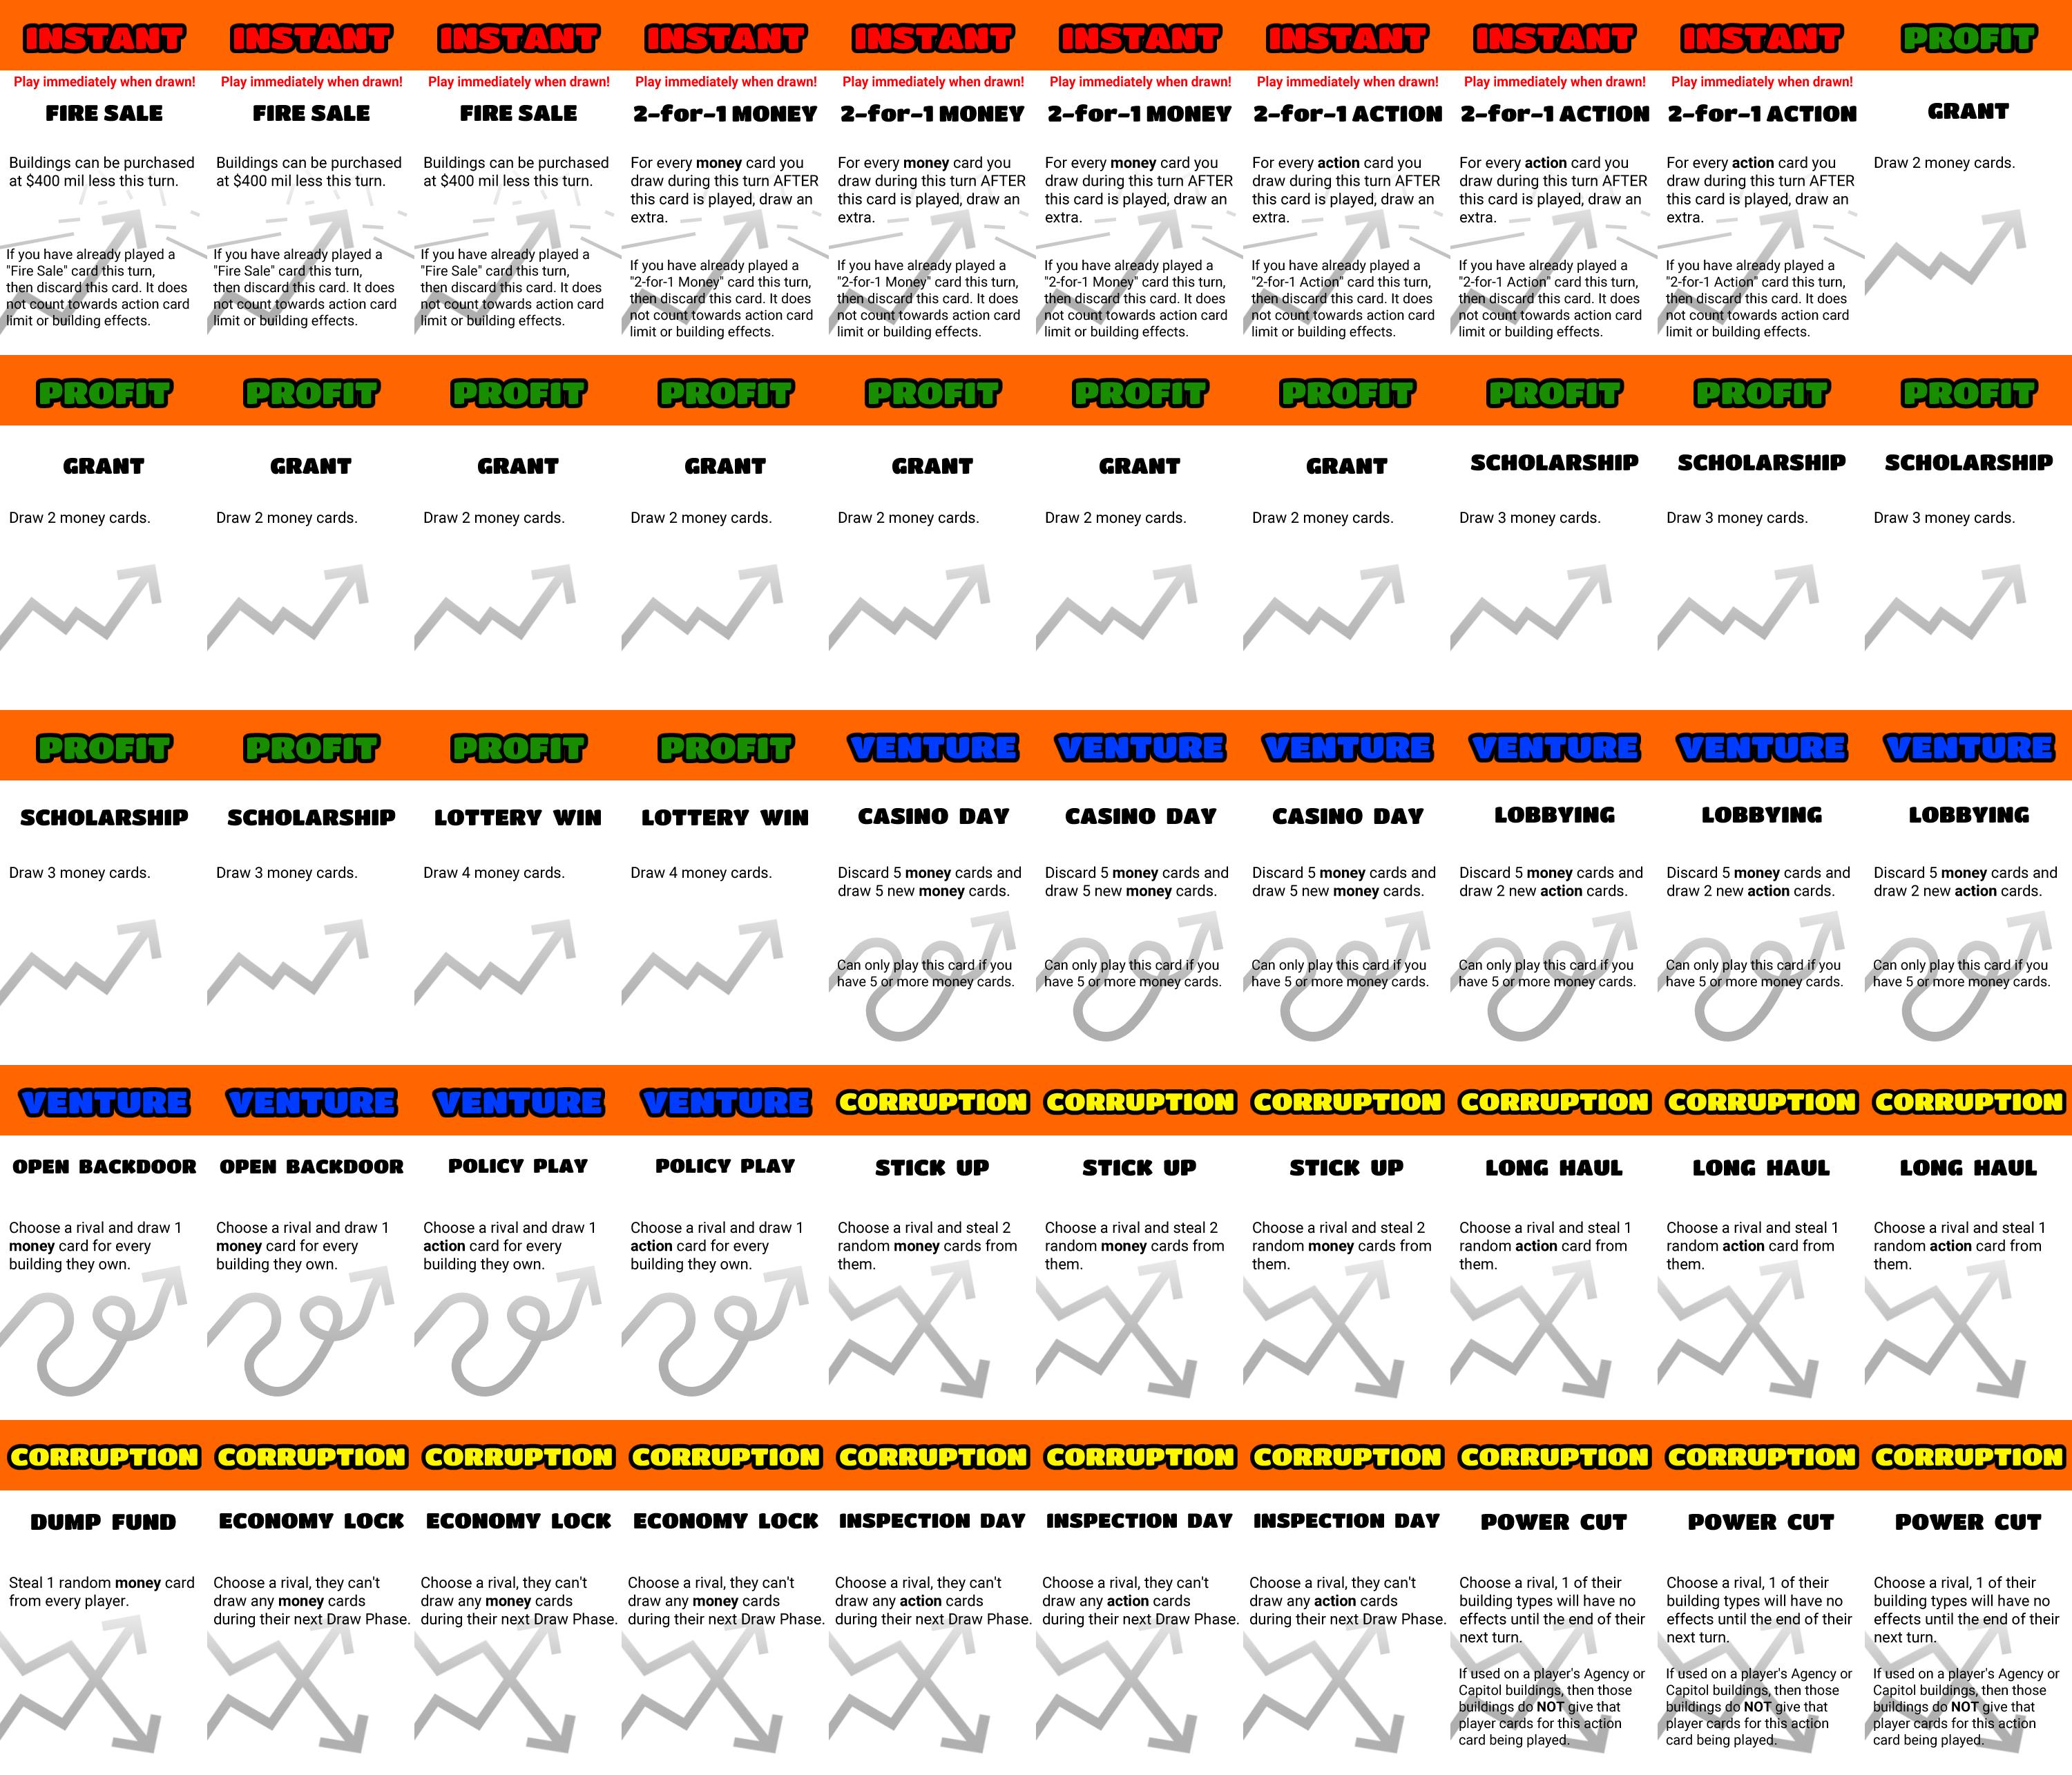 INSTANT
Play immediately when drawn!
FIRE SALE
Buildings can be purchased
at $400 mil less this turn.
If you have already played a
"Fire Sale" card this turn,
then discard this card. It does
not count towards action card
limit or building effects.
INSTANT
Play immediately when drawn!
FIRE SALE
Buildings can be purchased
at $400 mil less this turn.
If you have already played a
"Fire Sale" card this turn,
then discard this card. It does
not count towards action card
limit or building effects.
INSTANT
Play immediately when drawn!
FIRE SALE
Buildings can be purchased
at $400 mil less this turn.
If you have already played a
"Fire Sale" card this turn,
then discard this card. It does
not count towards action card
limit or building effects.
INSTANT
Play immediately when drawn!
2-for-1 MONEY
For every money card you
draw during this turn AFTER
this card is played, draw an
extra.
If you have already played a
"2-for-1 Money" card this turn,
then discard this card. It does
not count towards action card
limit or building effects.
INSTANT
Play immediately when drawn!
2-for-1 MONEY
For every money card you
draw during this turn AFTER
this card is played, draw an
extra.
If you have already played a
"2-for-1 Money" card this turn,
then discard this card. It does
not count towards action card
limit or building effects.
INSTANT
Play immediately when drawn!
2-for-1 MONEY
For every money card you
draw during this turn AFTER
this card is played, draw an
extra.
If you have already played a
"2-for-1 Money" card this turn,
then discard this card. It does
not count towards action card
limit or building effects.
INSTANT
Play immediately when drawn!
2-for-1 ACTION
For every action card you
draw during this turn AFTER
this card is played, draw an
extra.
If you have already played a
"2-for-1 Action" card this turn,
then discard this card. It does
not count towards action card
limit or building effects.
INSTANT
Play immediately when drawn!
2-for-1 ACTION
For every action card you
draw during this turn AFTER
this card is played, draw an
extra.
If you have already played a
"2-for-1 Action" card this turn,
then discard this card. It does
not count towards action card
limit or building effects.
INSTANT
Play immediately when drawn!
2-for-1 ACTION
For every action card you
draw during this turn AFTER
this card is played, draw an
extra.
If you have already played a
"2-for-1 Action" card this turn,
then discard this card. It does
not count towards action card
limit or building effects.
PROFIT
GRANT
Draw 2 money cards.
PROFIT
GRANT
Draw 2 money cards.
PROFIT
GRANT
Draw 2 money cards.
PROFIT
GRANT
Draw 2 money cards.
PROFIT
GRANT
Draw 2 money cards.
PROFIT
GRANT
Draw 2 money cards.
PROFIT
GRANT
Draw 2 money cards.
PROFIT
GRANT
Draw 2 money cards.
PROFIT
SCHOLARSHIP
Draw 3 money cards.
PROFIT
SCHOLARSHIP
Draw 3 money cards.
PROFIT
SCHOLARSHIP
Draw 3 money cards.
PROFIT
SCHOLARSHIP
Draw 3 money cards.
PROFIT
SCHOLARSHIP
Draw 3 money cards.
PROFIT
LOTTERY WIN
Draw 4 money cards.
PROFIT
LOTTERY WIN
Draw 4 money cards.
VENTURE
CASINO DAY
Discard 5 money cards and
draw 5 new money cards.
Can only play this card if you
have 5 or more money cards.
VENTURE
CASINO DAY
Discard 5 money cards and
draw 5 new money cards.
Can only play this card if you
have 5 or more money cards.
VENTURE
CASINO DAY
Discard 5 money cards and
draw 5 new money cards.
Can only play this card if you
have 5 or more money cards.
VENTURE
LOBBYING
Discard 5 money cards and
draw 2 new action cards.
Can only play this card if you
have 5 or more money cards.
VENTURE
LOBBYING
Discard 5 money cards and
draw 2 new action cards.
Can only play this card if you
have 5 or more money cards.
VENTURE
LOBBYING
Discard 5 money cards and
draw 2 new action cards.
Can only play this card if you
have 5 or more money cards.
VENTURE
OPEN BACKDOOR
Choose a rival and draw 1
money card for every
building they own.
VENTURE
OPEN BACKDOOR
Choose a rival and draw 1
money card for every
building they own.
VENTURE
POLICY PLAY
Choose a rival and draw 1
action card for every
building they own.
VENTURE
POLICY PLAY
Choose a rival and draw 1
action card for every
building they own.
CORRUPTION
STICK UP
Choose a rival and steal 2
random money cards from
them.
CORRUPTION
STICK UP
Choose a rival and steal 2
random money cards from
them.
CORRUPTION
STICK UP
Choose a rival and steal 2
random money cards from
them.
CORRUPTION
LONG HAUL
Choose a rival and steal 1
random action card from
them.
CORRUPTION
LONG HAUL
Choose a rival and steal 1
random action card from
them.
CORRUPTION
LONG HAUL
Choose a rival and steal 1
random action card from
them.
CORRUPTION
DUMP FUND
Steal 1 random money card
from every player.
CORRUPTION
ECONOMY LOCK
Choose a rival, they can't
draw any money cards
during their next Draw Phase.
CORRUPTION
ECONOMY LOCK
Choose a rival, they can't
draw any money cards
during their next Draw Phase.
CORRUPTION
ECONOMY LOCK
Choose a rival, they can't
draw any money cards
during their next Draw Phase.
CORRUPTION
INSPECTION DAY
Choose a rival, they can't
draw any action cards
during their next Draw Phase.
CORRUPTION
INSPECTION DAY
Choose a rival, they can't
draw any action cards
during their next Draw Phase.
CORRUPTION
INSPECTION DAY
Choose a rival, they can't
draw any action cards
during their next Draw Phase.
CORRUPTION
POWER CUT
Choose a rival, 1 of their
building types will have no
effects until the end of their
next turn.
If used on a player's Agency or
Capitol buildings, then those
buildings do NOT give that
player cards for this action
card being played.
CORRUPTION
POWER CUT
Choose a rival, 1 of their
building types will have no
effects until the end of their
next turn.
If used on a player's Agency or
Capitol buildings, then those
buildings do NOT give that
player cards for this action
card being played.
CORRUPTION
POWER CUT
Choose a rival, 1 of their
building types will have no
effects until the end of their
next turn.
If used on a player's Agency or
Capitol buildings, then those
buildings do NOT give that
player cards for this action
card being played.